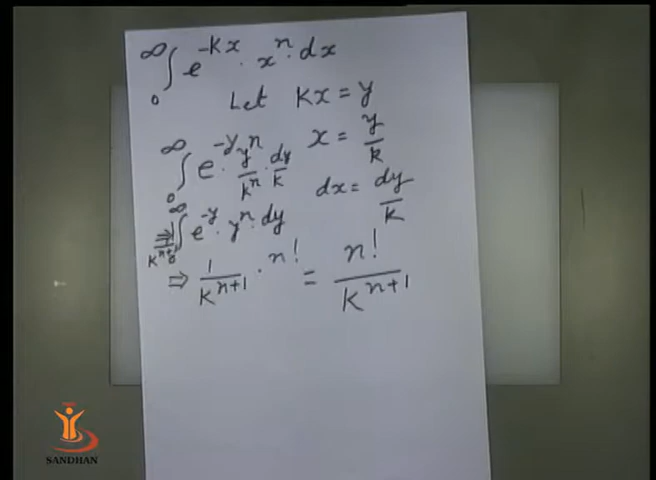 ∫₀^∞ e^{-Kx} · x^n · dx
Let Kx = y
x = y/k
∫₀^∞ e^{-y} · y^n/k^n · dy/k
dx = dy/k
⇒ 1/k^{n+1} ∫₀^∞ e^{-y} · y^n · dy
⇒ 1/k^{n+1} · n! = n!/k^{n+1}
SANDHAN